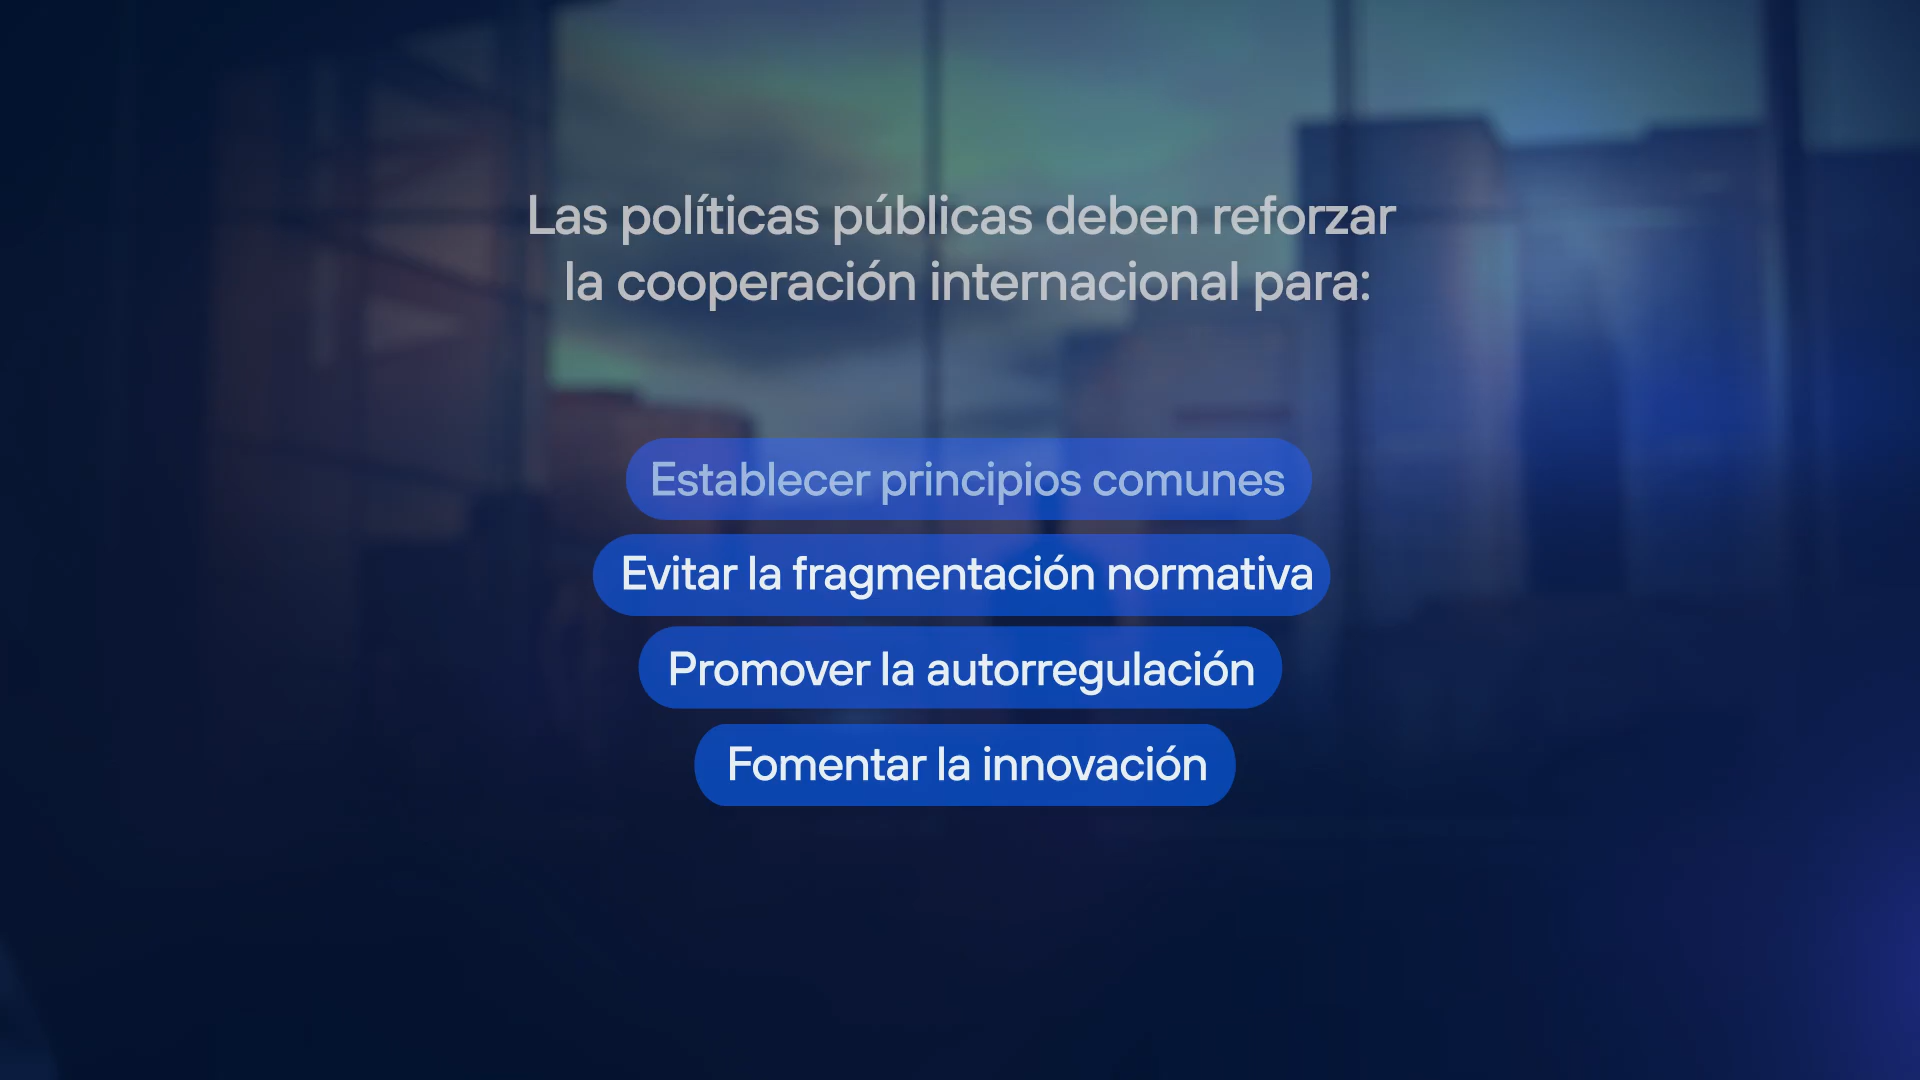 Las políticas públicas deben reforzar
la cooperación internacional para:
Establecer principios comunes
Evitar la fragmentación normativa
Promover la autorregulación
Fomentar la innovación